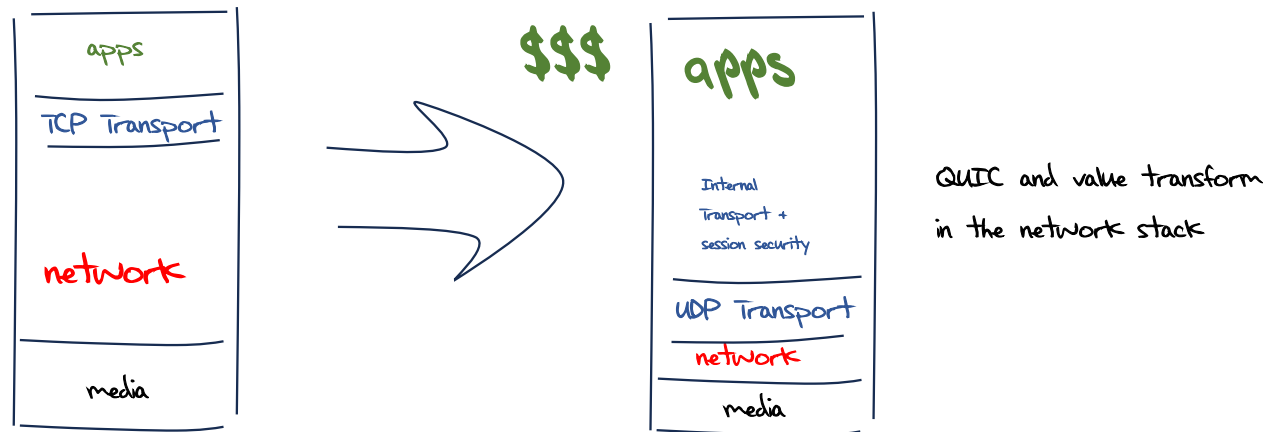 apps
TCP Transport
network
media
$$$
apps
Internal
Transport +
session security
UDP Transport
network
media
QUIC and value transform
in the network stack